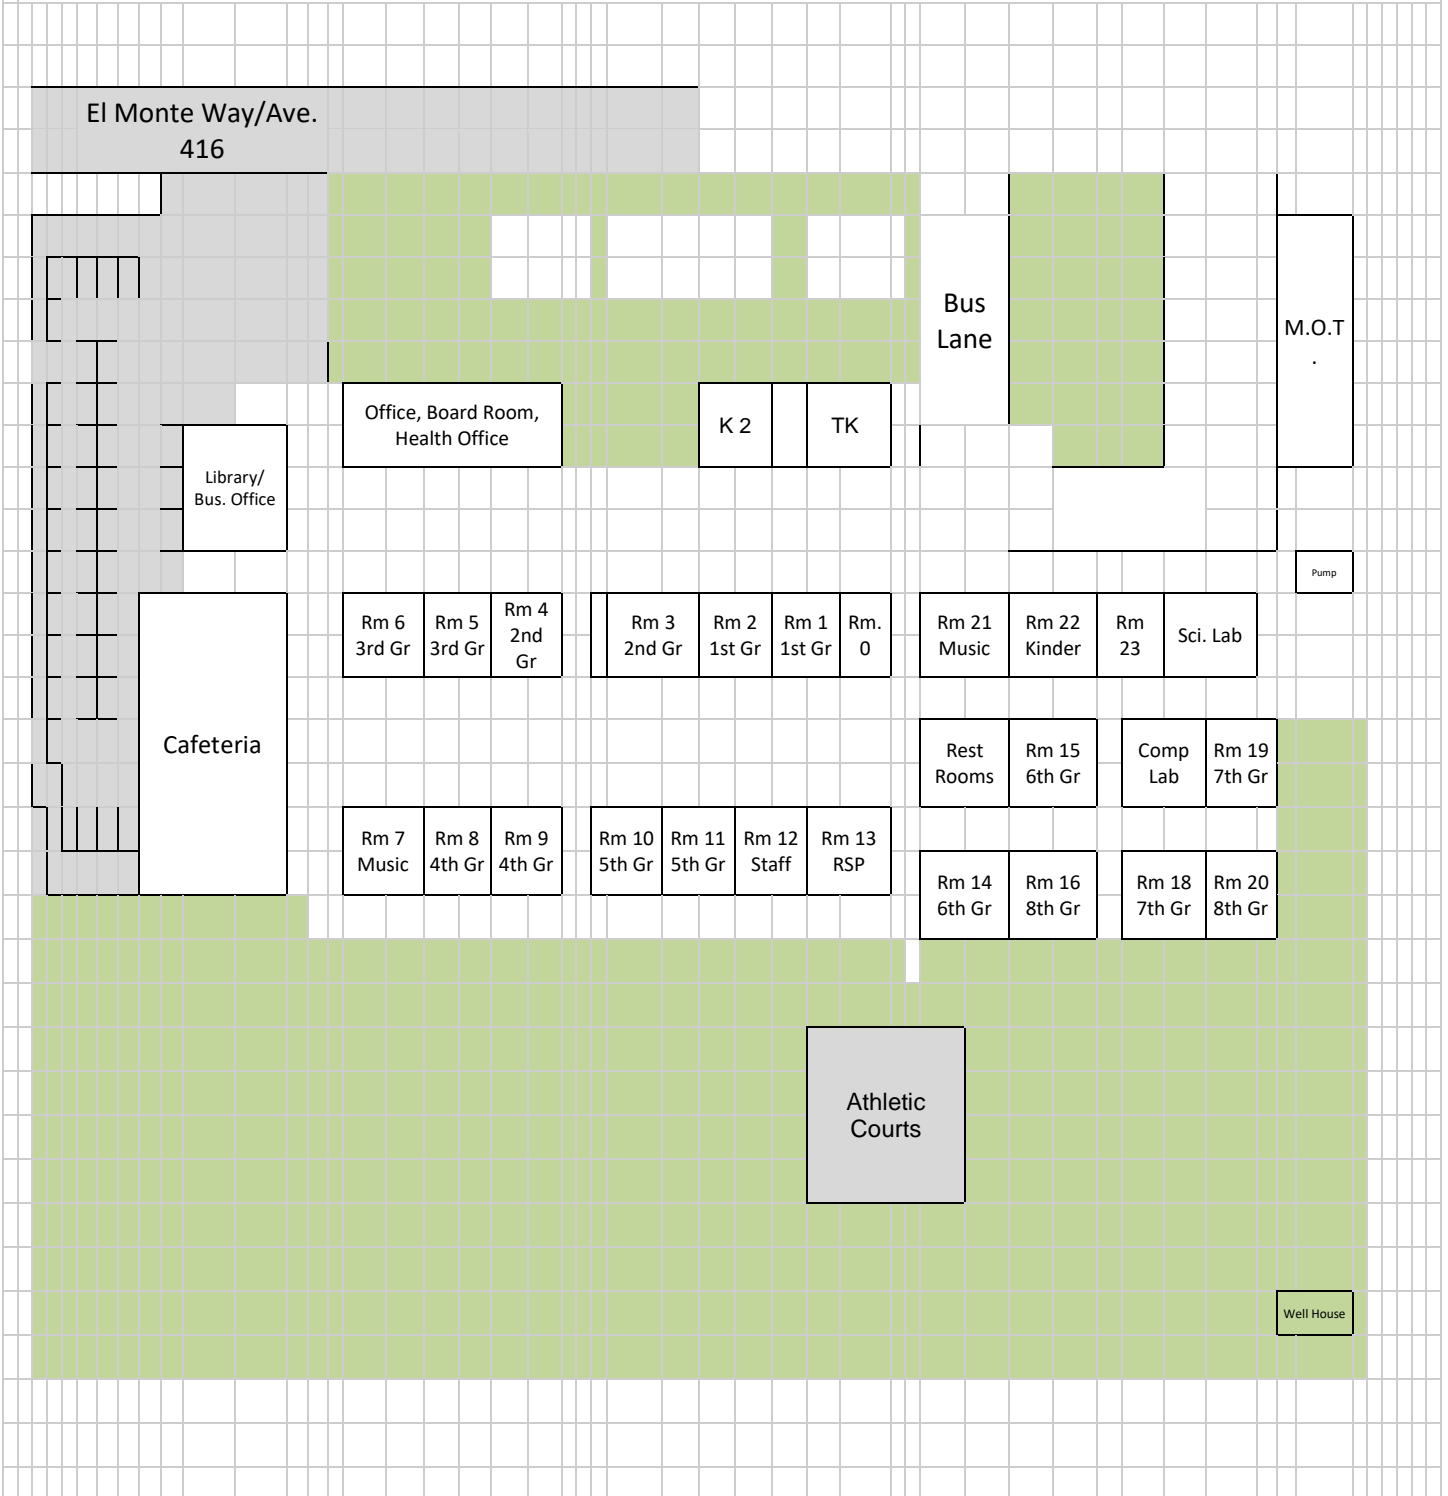 El Monte Way/Ave.
416
Bus
Lane
M.O.T
.
Office, Board Room,
Health Office
K 2
TK
Library/
Bus. Office
Pump
Rm 6
3rd Gr
Rm 5
3rd Gr
Rm 4
2nd
Gr
Rm 3
2nd Gr
Rm 2
1st Gr
Rm 1
1st Gr
Rm.
0
Rm 21
Music
Rm 22
Kinder
Rm
23
Sci. Lab
Cafeteria
Rest
Rooms
Rm 15
6th Gr
Comp
Lab
Rm 19
7th Gr
Rm 7
Music
Rm 8
4th Gr
Rm 9
4th Gr
Rm 10
5th Gr
Rm 11
5th Gr
Rm 12
Staff
Rm 13
RSP
Rm 14
6th Gr
Rm 16
8th Gr
Rm 18
7th Gr
Rm 20
8th Gr
Athletic
Courts
Well House